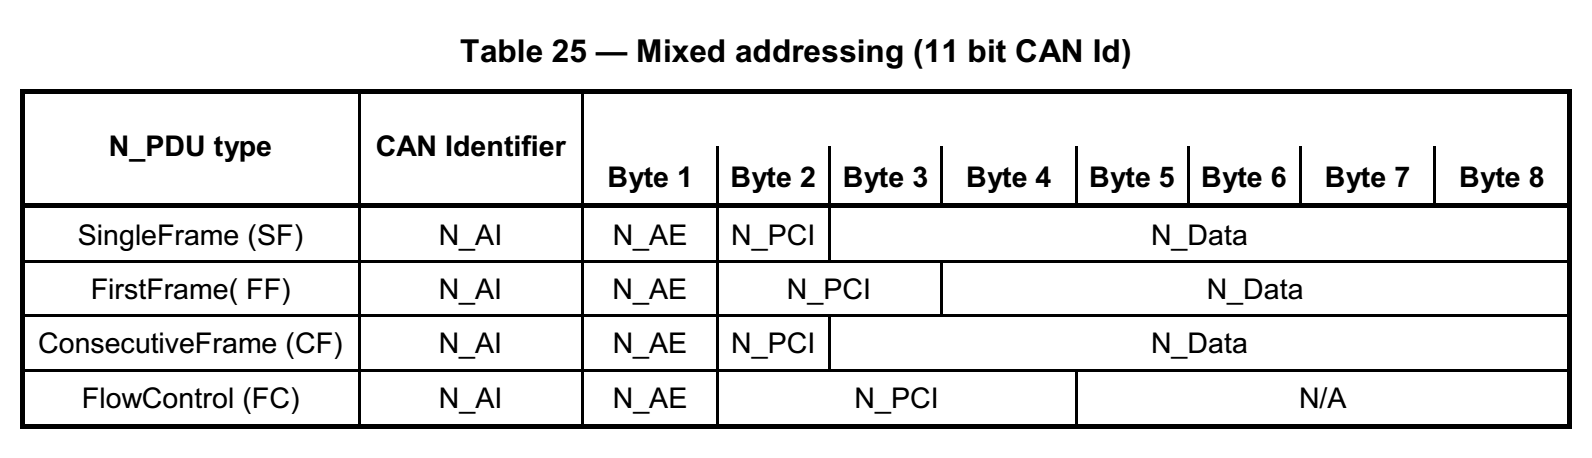 Table 25 — Mixed addressing (11 bit CAN Id)
N_PDU type CAN Identifier Byte 1 Byte 2 Byte 3 Byte 4 Byte 5 Byte 6 Byte 7 Byte 8
SingleFrame (SF) N_AI N_AE N_PCI N_Data
FirstFrame( FF) N_AI N_AE N_PCI N_Data
ConsecutiveFrame (CF) N_AI N_AE N_PCI N_Data
FlowControl (FC) N_AI N_AE N_PCI N/A